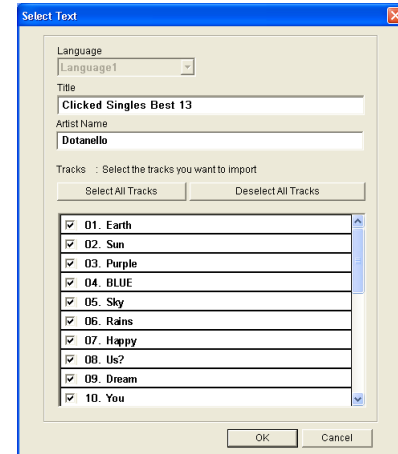 Select Text
Language
Language1
Title
Clicked Singles Best 13
Artist Name
Dotanello
Tracks : Select the tracks you want to import
Select All Tracks Deselect All Tracks
01. Earth
02. Sun
03. Purple
04. BLUE
05. Sky
06. Rains
07. Happy
08. Us?
09. Dream
10. You
OK Cancel